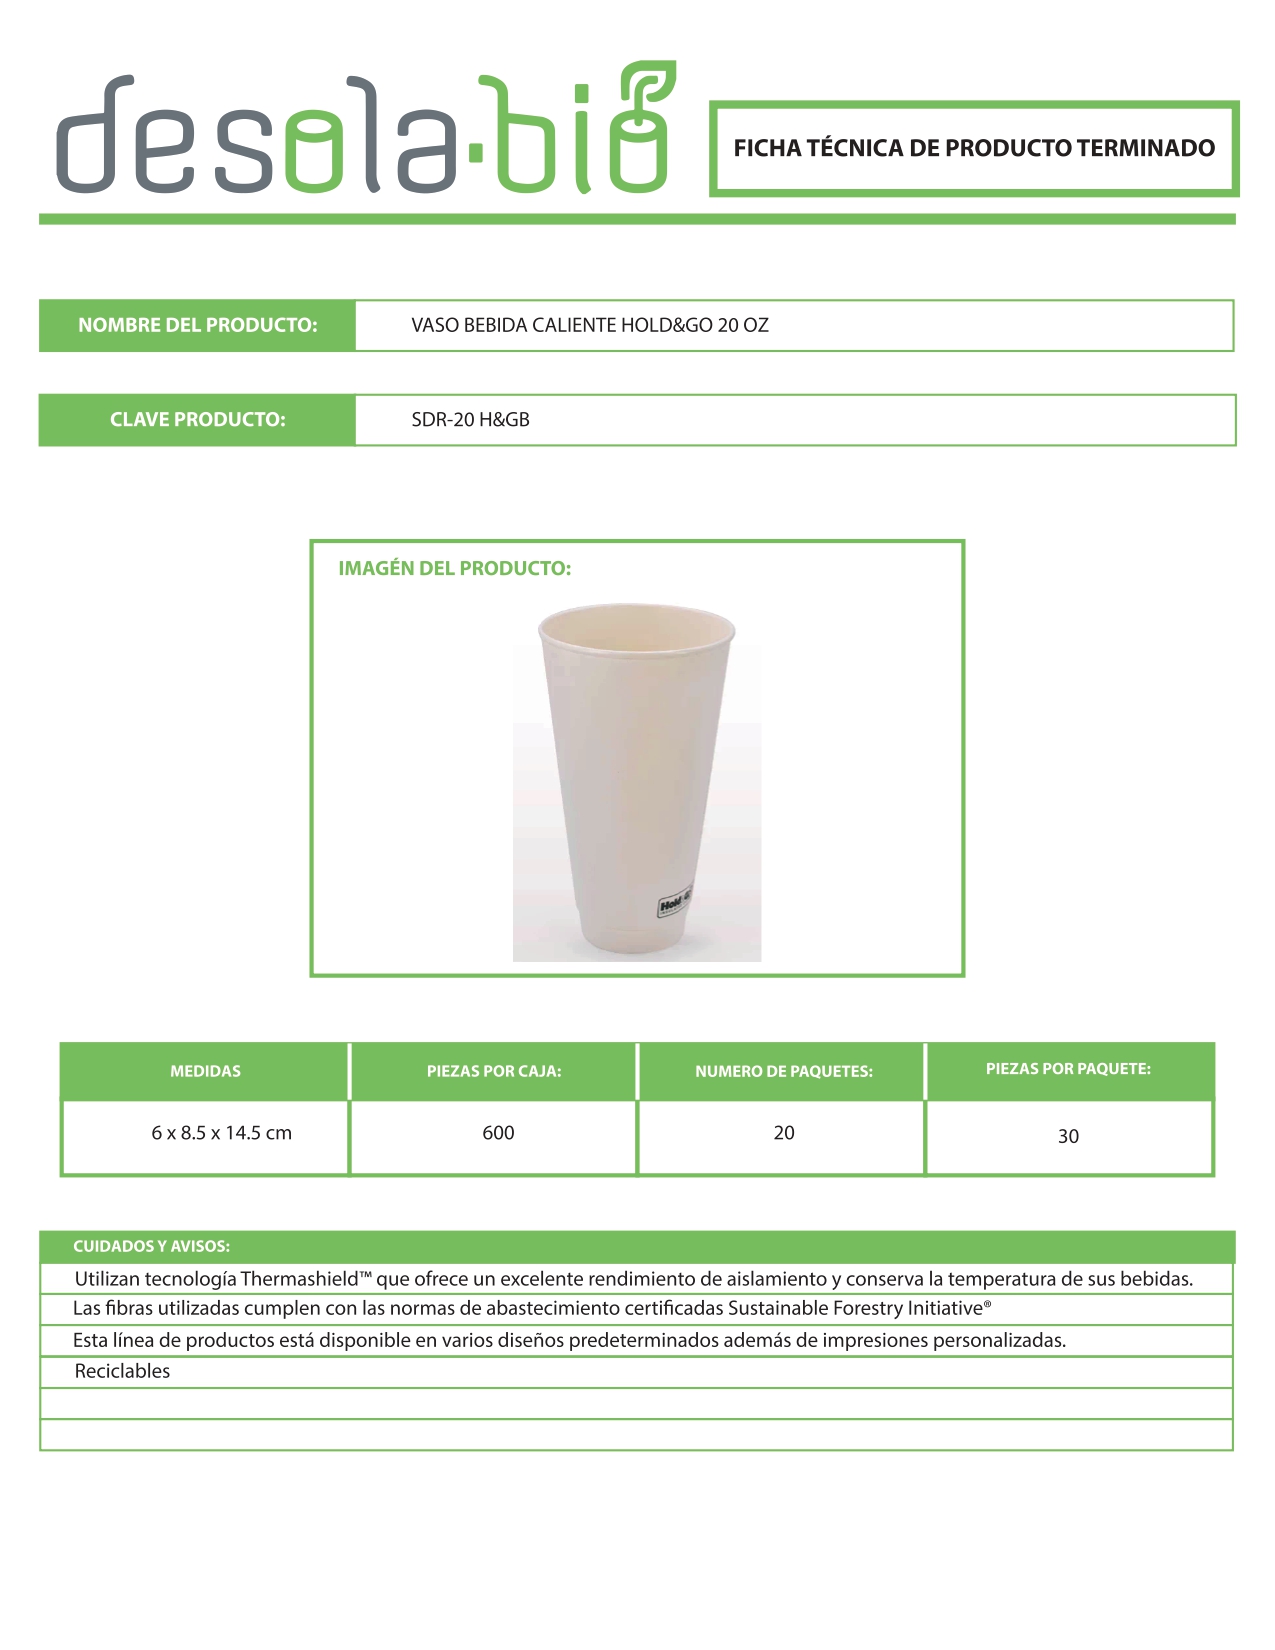 desola·bio
FICHA TÉCNICA DE PRODUCTO TERMINADO
NOMBRE DEL PRODUCTO:
VASO BEBIDA CALIENTE HOLD&GO 20 OZ
CLAVE PRODUCTO:
SDR-20 H&GB
IMAGÉN DEL PRODUCTO:
Hold
MEDIDAS
PIEZAS POR CAJA:
NUMERO DE PAQUETES:
PIEZAS POR PAQUETE:
6 x 8.5 x 14.5 cm
600
20
30
CUIDADOS Y AVISOS:
Utilizan tecnología Thermashield™ que ofrece un excelente rendimiento de aislamiento y conserva la temperatura de sus bebidas.
Las fibras utilizadas cumplen con las normas de abastecimiento certificadas Sustainable Forestry Initiative®
Esta línea de productos está disponible en varios diseños predeterminados además de impresiones personalizadas.
Reciclables